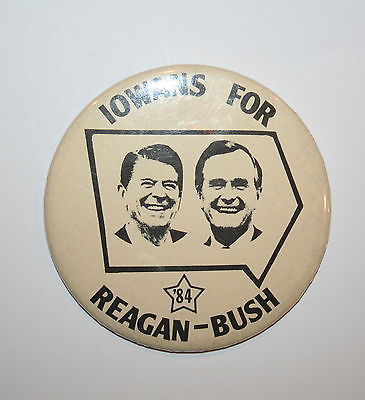 IOWANS FOR
'84
REAGAN-BUSH